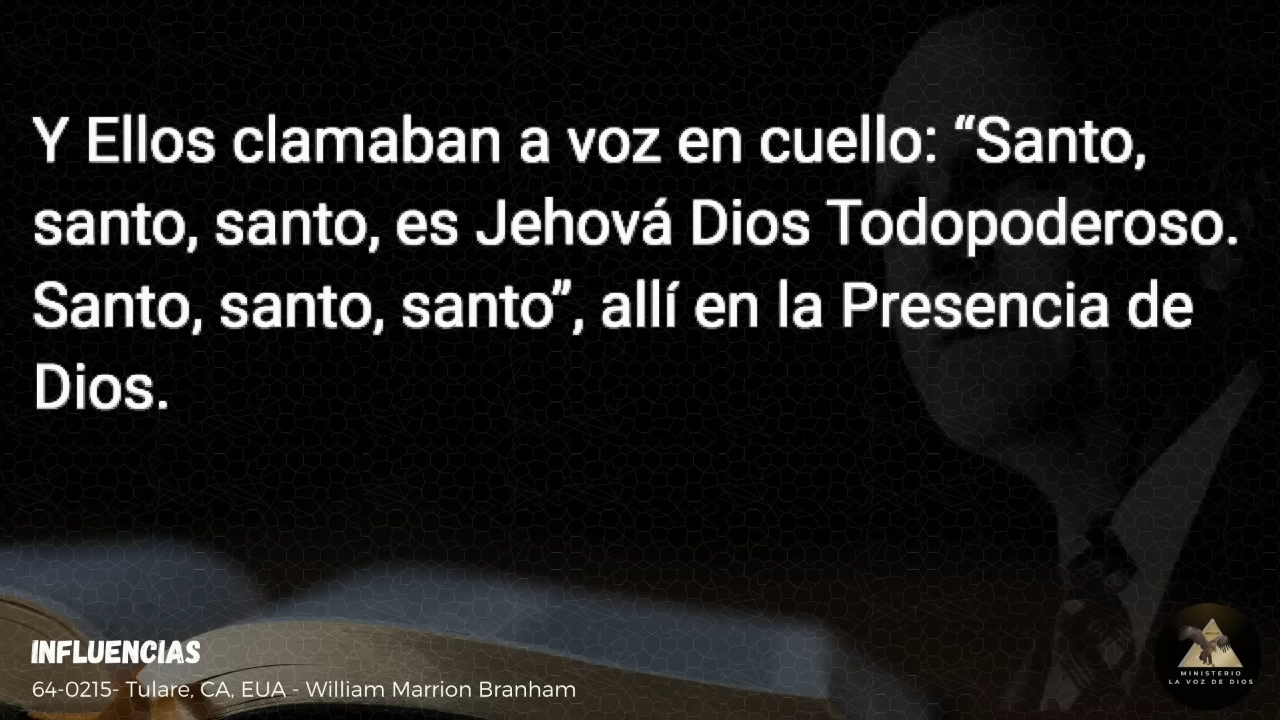 Y Ellos clamaban a voz en cuello: “Santo,
santo, santo, es Jehová Dios Todopoderoso.
Santo, santo, santo”, allí en la Presencia de
Dios.
INFLUENCIAS
64-0215- Tulare, CA, EUA - William Marrion Branham
MINISTERIO
LA VOZ DE DIOS